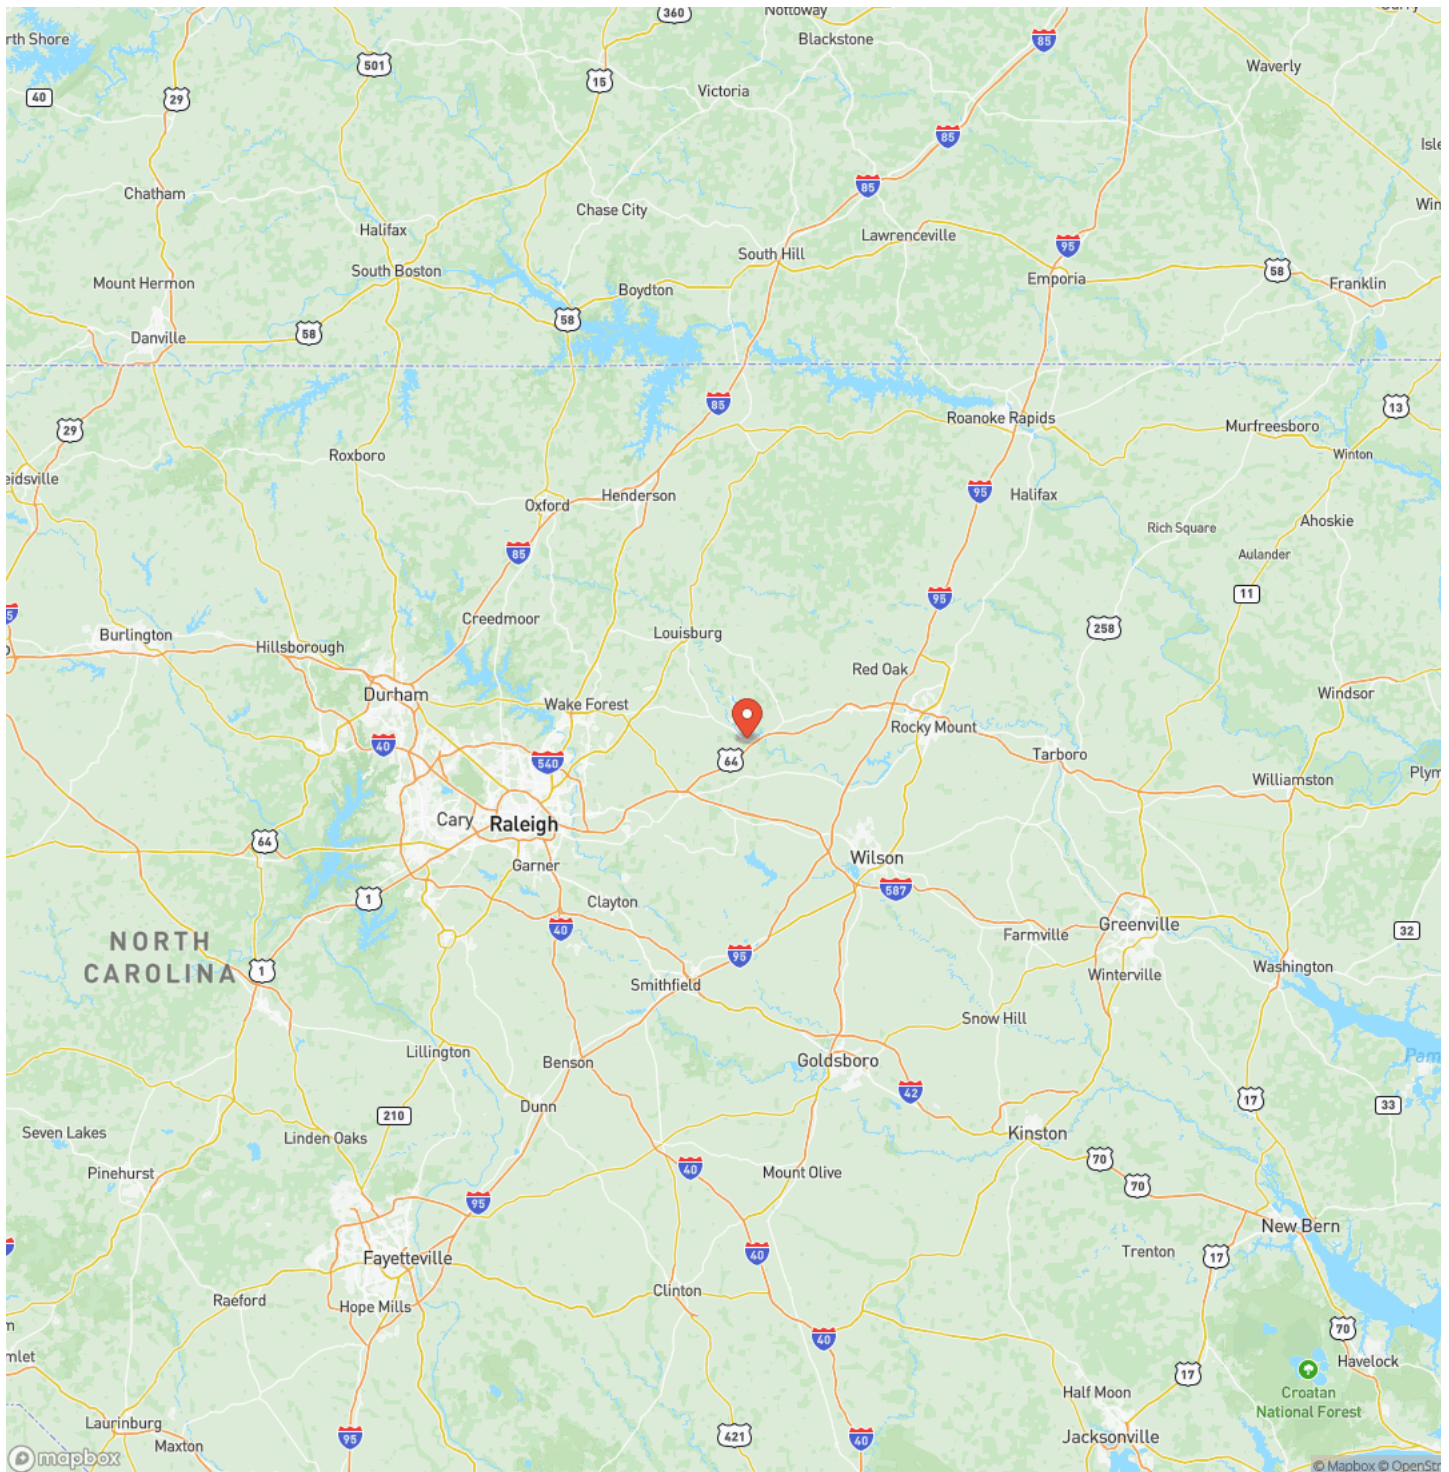 360
Nottoway
rth Shore
Blackstone
85
501
Waverly
15
Victoria
40
29
85
Chatham
85
Chase City
Halifax
Lawrenceville
95
South Hill
South Boston
58
Mount Hermon
Boydton
Emporia
Franklin
58
58
Danville
85
13
29
Roanoke Rapids
Murfreesboro
Roxboro
Winton
eidsville
95
Henderson
Halifax
Oxford
Rich Square
Ahoskie
85
Aulander
11
95
Creedmoor
258
Burlington
Louisburg
Hillsborough
Red Oak
Durham
Windsor
Wake Forest
Rocky Mount
40
Tarboro
540
64
Williamston
Plym
Cary
Raleigh
64
Wilson
Garner
587
1
Clayton
Greenville
40
Farmville
32
NORTH
CAROLINA
95
1
Winterville
Washington
Smithfield
Snow Hill
Lillington
Benson
Goldsboro
Pam
42
17
Dunn
33
210
Seven Lakes
Linden Oaks
Kinston
70
40
Pinehurst
Mount Olive
70
95
New Bern
40
Trenton
17
Fayetteville
Clinton
Raeford
Hope Mills
70
40
mlet
Havelock
17
Half Moon
Croatan
National Forest
Laurinburg
421
95
40
Jacksonville
Maxton
mapbox
© Mapbox © OpenStr